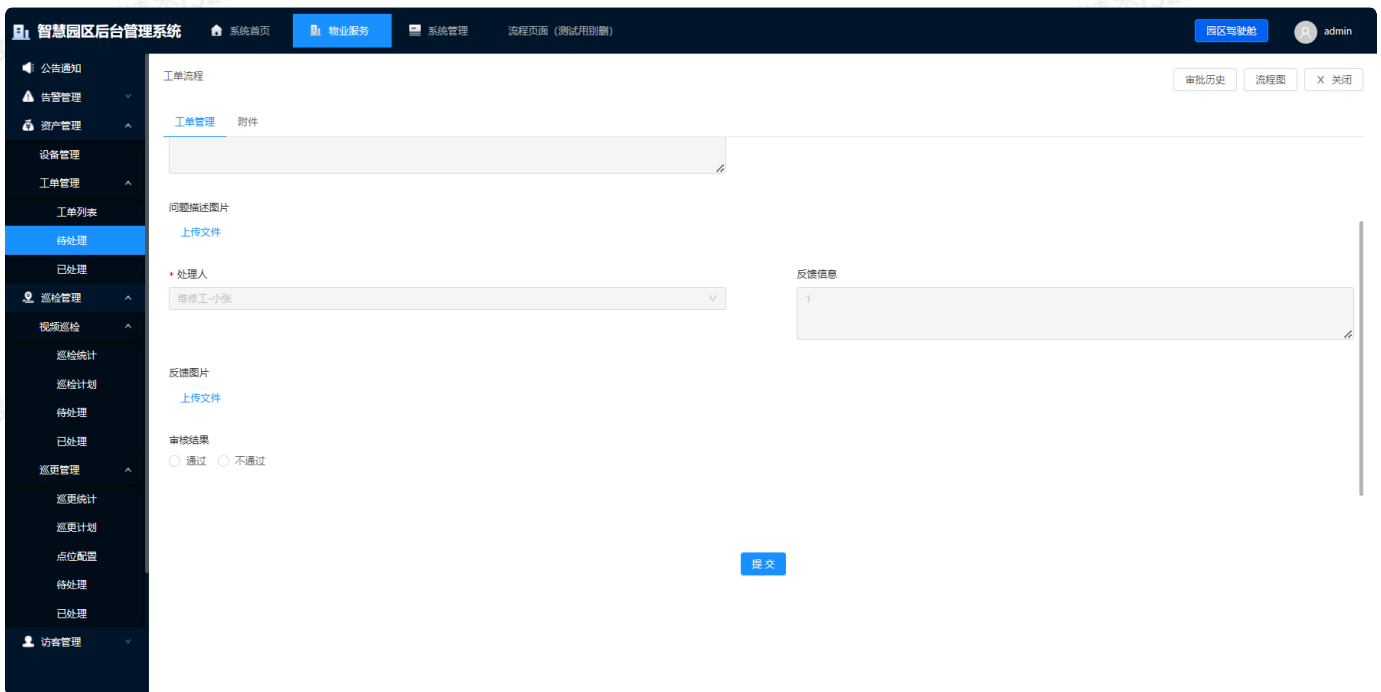 智慧园区后台管理系统 系统首页 物业服务 系统管理 流程页面（测试用别删） 园区驾驶舱 admin
公告通知
告警管理
资产管理
设备管理
工单管理
工单列表
待处理
已处理
巡检管理
视频巡检
巡检统计
巡检计划
待处理
已处理
巡更管理
巡更统计
巡更计划
点位配置
待处理
已处理
访客管理
工单流程 审批历史 流程图 X 关闭
工单管理 附件
问题描述图片
上传文件
* 处理人 反馈信息
维修工-小张 1
反馈图片
上传文件
审核结果
通过 不通过
提交